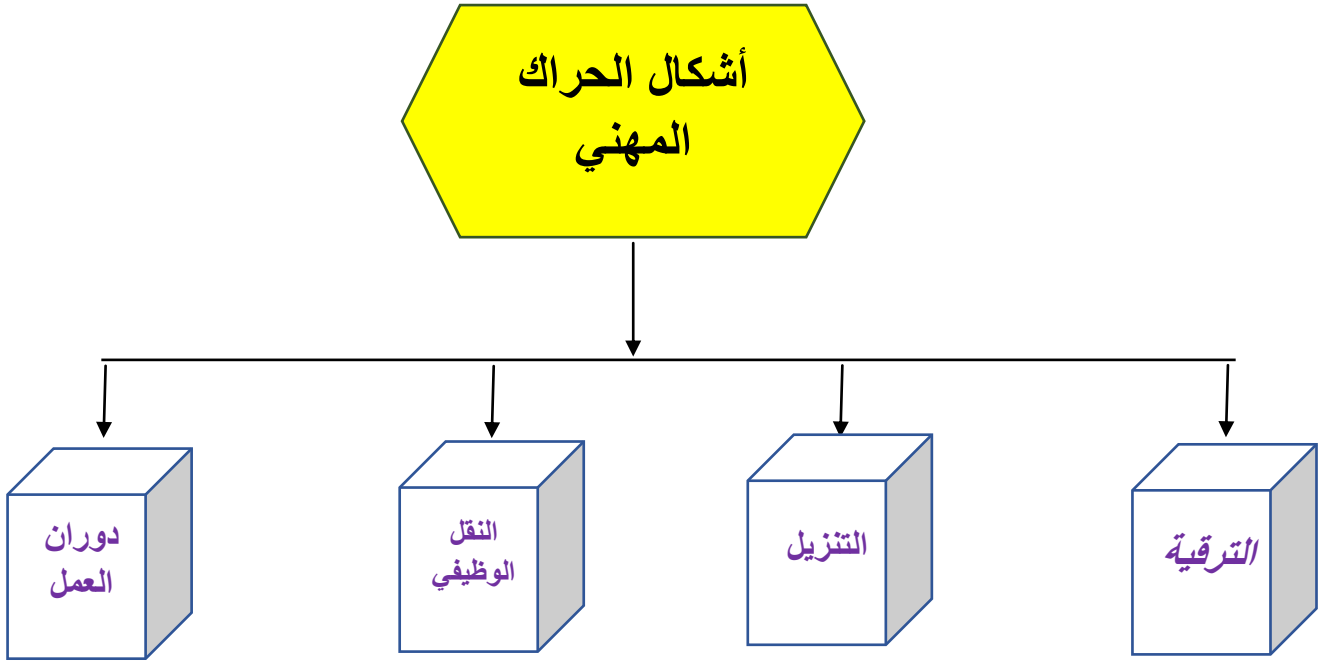 أشكال الحراك
المهني
الترقية
التنزيل
النقل
الوظيفي
دوران
العمل